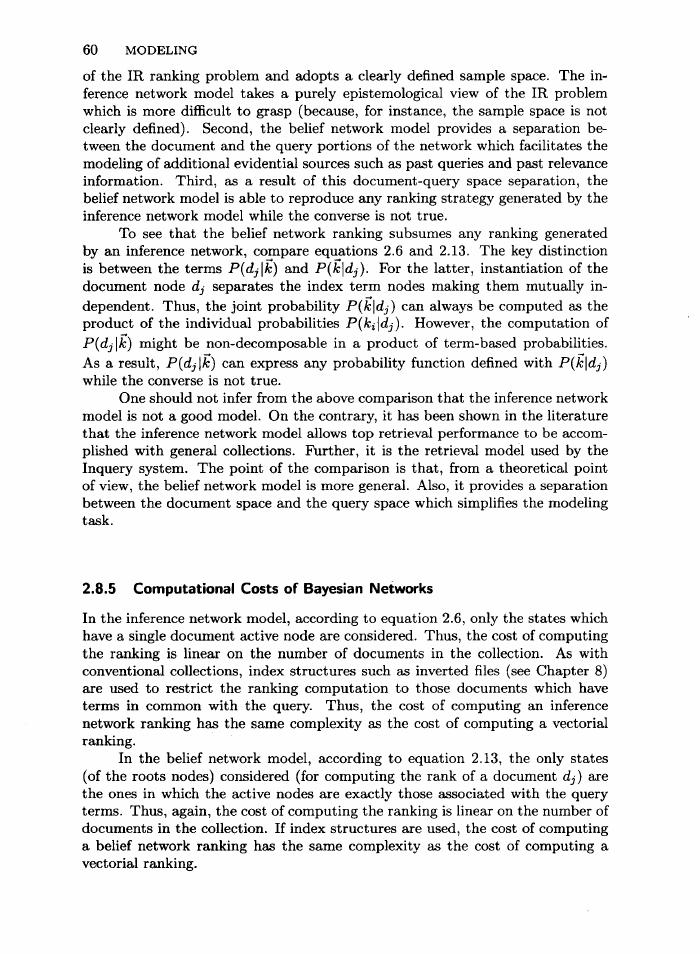 60 MODELING
of the IR ranking problem and adopts a clearly defined sample space. The in-
ference network model takes a purely epistemological view of the IR problem
which is more difficult to grasp (because, for instance, the sample space is not
clearly defined). Second, the belief network model provides a separation be-
tween the document and the query portions of the network which facilitates the
modeling of additional evidential sources such as past queries and past relevance
information. Third, as a result of this document-query space separation, the
belief network model is able to reproduce any ranking strategy generated by the
inference network model while the converse is not true.
To see that the belief network ranking subsumes any ranking generated
by an inference network, compare equations 2.6 and 2.13. The key distinction
is between the terms P(d_j|k⃗) and P(k⃗|d_j). For the latter, instantiation of the
document node d_j separates the index term nodes making them mutually in-
dependent. Thus, the joint probability P(k⃗|d_j) can always be computed as the
product of the individual probabilities P(k_i|d_j). However, the computation of
P(d_j|k⃗) might be non-decomposable in a product of term-based probabilities.
As a result, P(d_j|k⃗) can express any probability function defined with P(k⃗|d_j)
while the converse is not true.
One should not infer from the above comparison that the inference network
model is not a good model. On the contrary, it has been shown in the literature
that the inference network model allows top retrieval performance to be accom-
plished with general collections. Further, it is the retrieval model used by the
Inquery system. The point of the comparison is that, from a theoretical point
of view, the belief network model is more general. Also, it provides a separation
between the document space and the query space which simplifies the modeling
task.
2.8.5 Computational Costs of Bayesian Networks
In the inference network model, according to equation 2.6, only the states which
have a single document active node are considered. Thus, the cost of computing
the ranking is linear on the number of documents in the collection. As with
conventional collections, index structures such as inverted files (see Chapter 8)
are used to restrict the ranking computation to those documents which have
terms in common with the query. Thus, the cost of computing an inference
network ranking has the same complexity as the cost of computing a vectorial
ranking.
In the belief network model, according to equation 2.13, the only states
(of the roots nodes) considered (for computing the rank of a document d_j) are
the ones in which the active nodes are exactly those associated with the query
terms. Thus, again, the cost of computing the ranking is linear on the number of
documents in the collection. If index structures are used, the cost of computing
a belief network ranking has the same complexity as the cost of computing a
vectorial ranking.